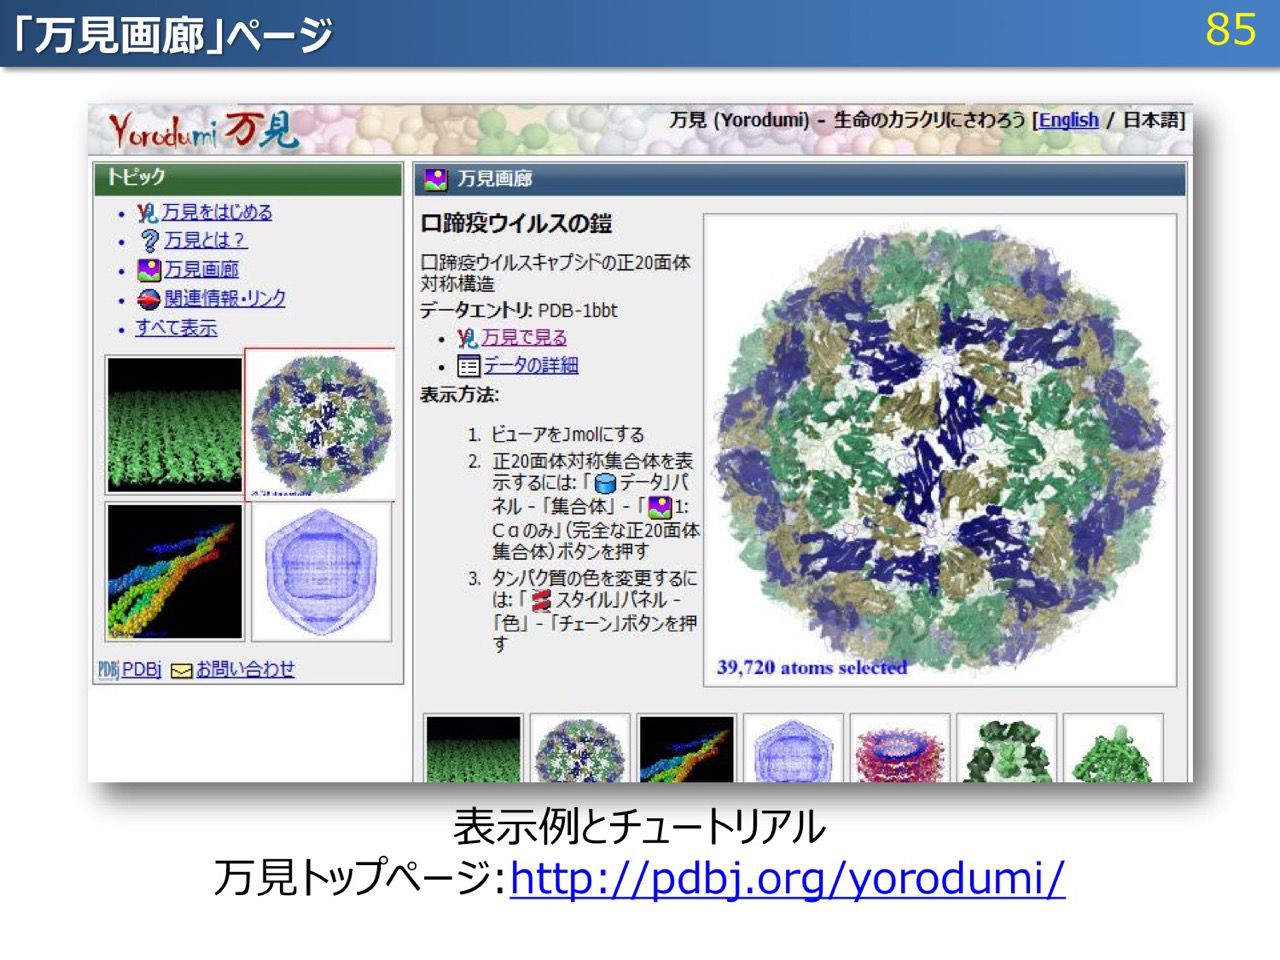 「万見画廊」ページ
85
Yorodumi 万見
万見 (Yorodumi) - 生命のカラクリにさわろう [English / 日本語]
トピック
万見をはじめる
万見とは？
万見画廊
関連情報・リンク
すべて表示
PDBj PDBj お問い合わせ
万見画廊
口蹄疫ウイルスの鎧
口蹄疫ウイルスキャプシドの正20面体
対称構造
データエントリ: PDB-1bbt
万見で見る
データの詳細
表示方法:
1. ビューアをJmolにする
2. 正20面体対称集合体を表
示するには: 「データ」パ
ネル - 「集合体」 - 「1:
Cαのみ」（完全な正20面体
集合体）ボタンを押す
3. タンパク質の色を変更するに
は: 「スタイル」パネル -
「色」 - 「チェーン」ボタンを押
す
39,720 atoms selected
表示例とチュートリアル
万見トップページ:http://pdbj.org/yorodumi/